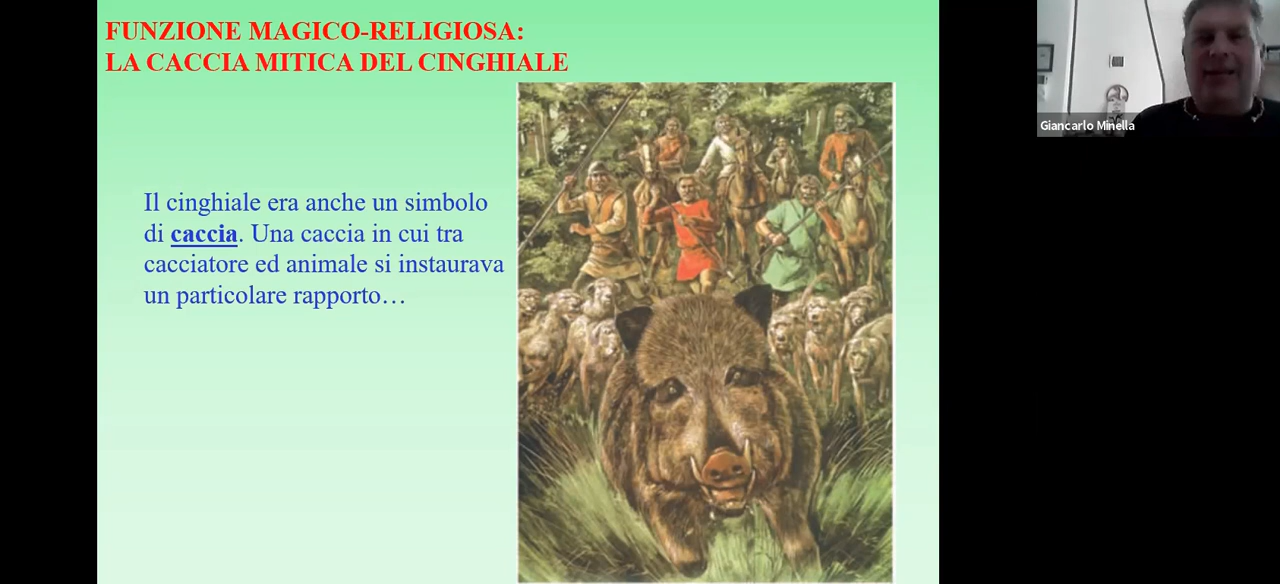 FUNZIONE MAGICO-RELIGIOSA:
LA CACCIA MITICA DEL CINGHIALE
Il cinghiale era anche un simbolo
di caccia. Una caccia in cui tra
cacciatore ed animale si instaurava
un particolare rapporto…
Giancarlo Minella